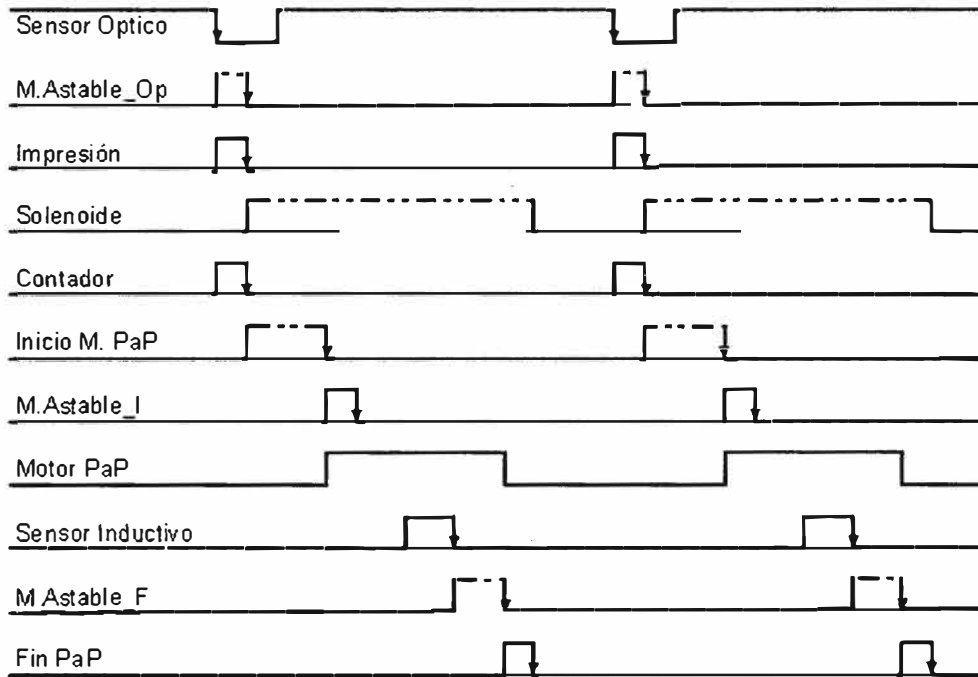 Sensor Optico
M.Astable_Op
Impresión
Solenoide
Contador
Inicio M. PaP
M.Astable_I
Motor PaP
Sensor Inductivo
M.Astable_F
Fin PaP